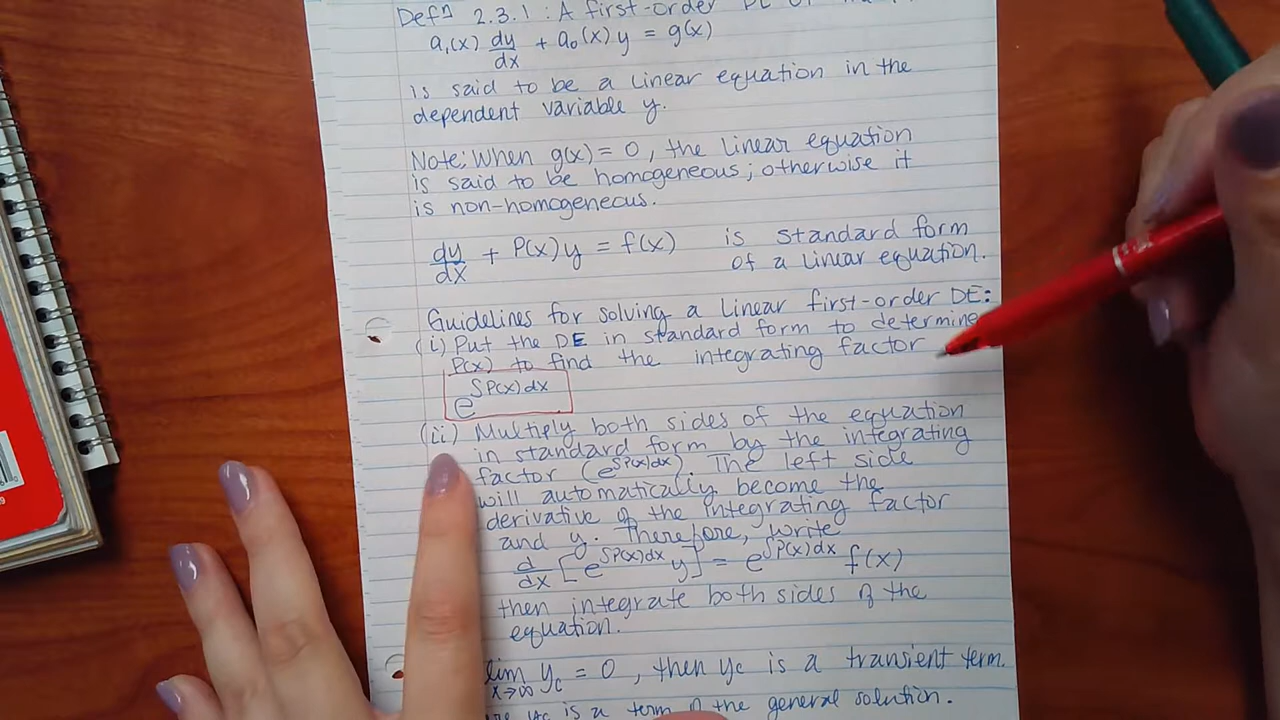 Defn 2.3.1: A first-order DE of
a₁(x) dy/dx + a₀(x) y = g(x)
is said to be a linear equation in the
dependent variable y.
Note: When g(x) = 0, the linear equation
is said to be homogeneous; otherwise it
is non-homogeneous.
dy/dx + P(x)y = f(x) is standard form
of a linear equation.
Guidelines for solving a linear first-order DE:
(i) Put the DE in standard form to determine
P(x) to find the integrating factor
e^∫P(x)dx
(ii) Multiply both sides of the equation
in standard form by the integrating
factor (e^∫P(x)dx). The left side
will automatically become the
derivative of the integrating factor
and y. Therefore, write
d/dx [e^∫P(x)dx y] = e^∫P(x)dx f(x)
then integrate both sides of the
equation.
lim x→∞ yc = 0, then yc is a transient term.
yc is a term of the general solution.